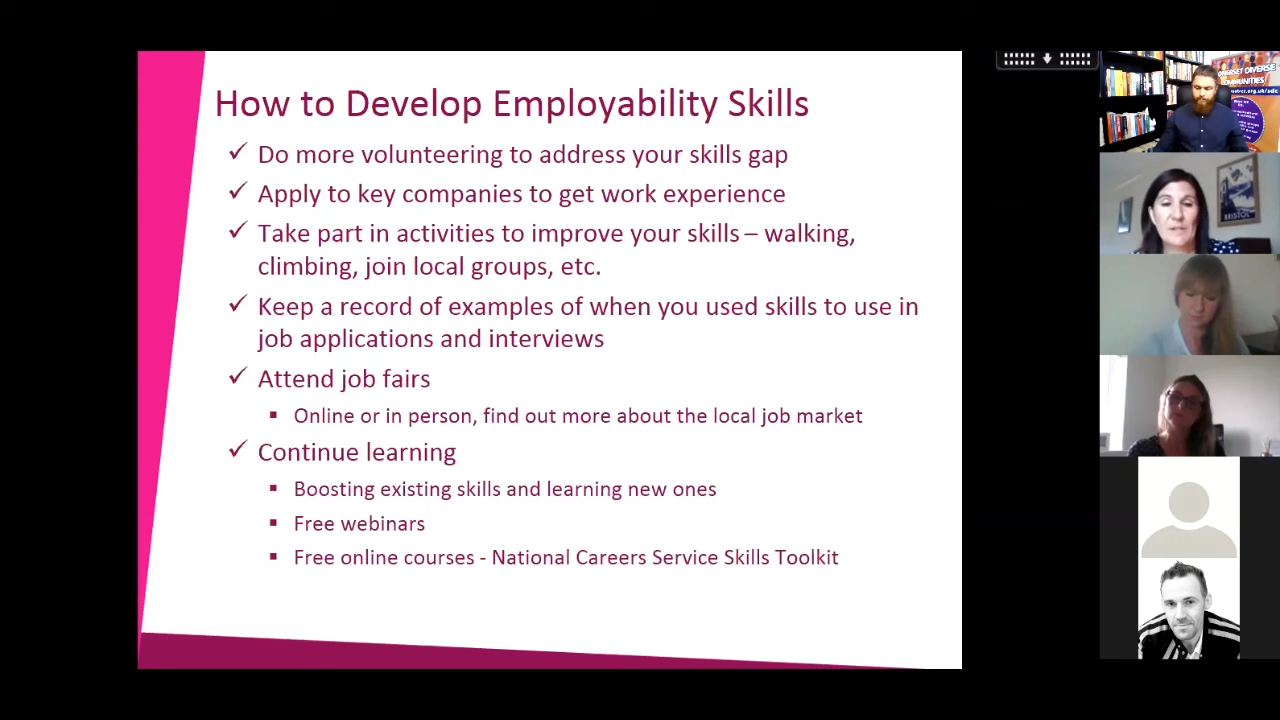 How to Develop Employability Skills
✓ Do more volunteering to address your skills gap
✓ Apply to key companies to get work experience
✓ Take part in activities to improve your skills – walking,
climbing, join local groups, etc.
✓ Keep a record of examples of when you used skills to use in
job applications and interviews
✓ Attend job fairs
▪ Online or in person, find out more about the local job market
✓ Continue learning
▪ Boosting existing skills and learning new ones
▪ Free webinars
▪ Free online courses - National Careers Service Skills Toolkit
DIVERSE
COMMUNITIES
BRISTOL